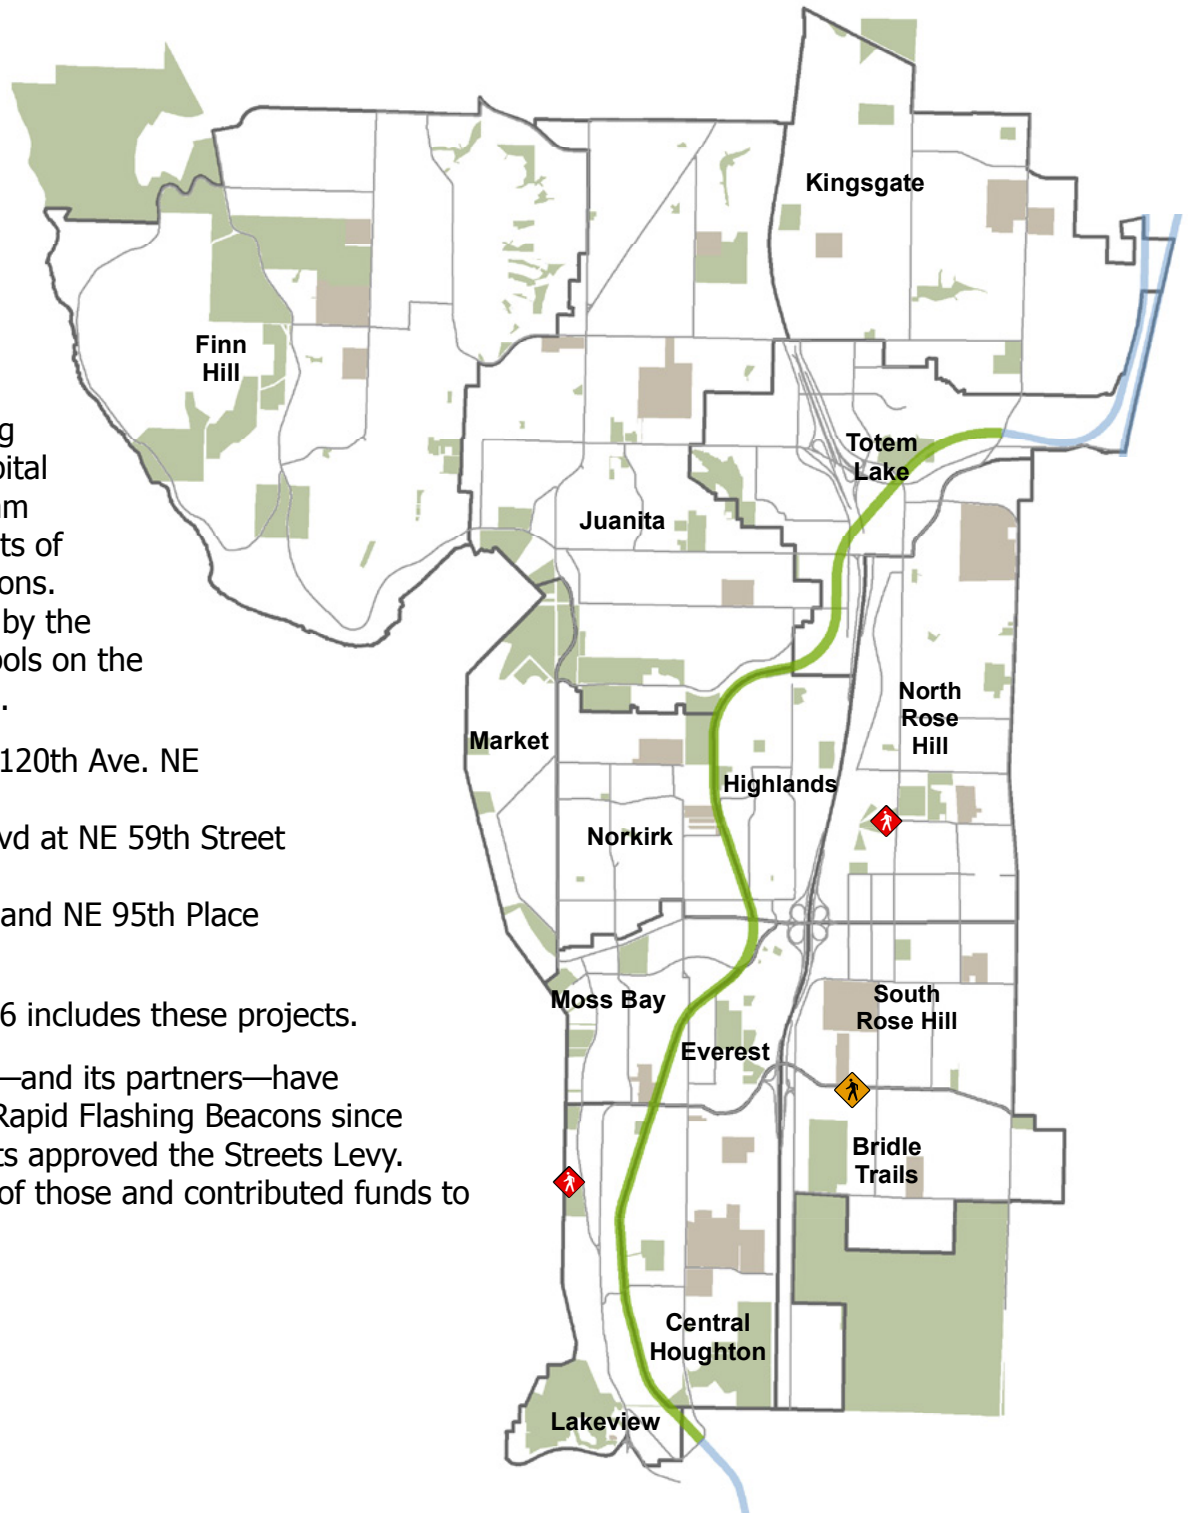 Kingsgate
Finn
Hill
Totem
Lake
Juanita
North
Rose
Hill
Market
Highlands
Norkirk
Moss Bay
South
Rose Hill
Everest
Bridle
Trails
Central
Houghton
Lakeview
g
pital
am
ts of
ons.
by the
ools on the
.
120th Ave. NE
vd at NE 59th Street
and NE 95th Place
6 includes these projects.
—and its partners—have
Rapid Flashing Beacons since
ts approved the Streets Levy.
of those and contributed funds to